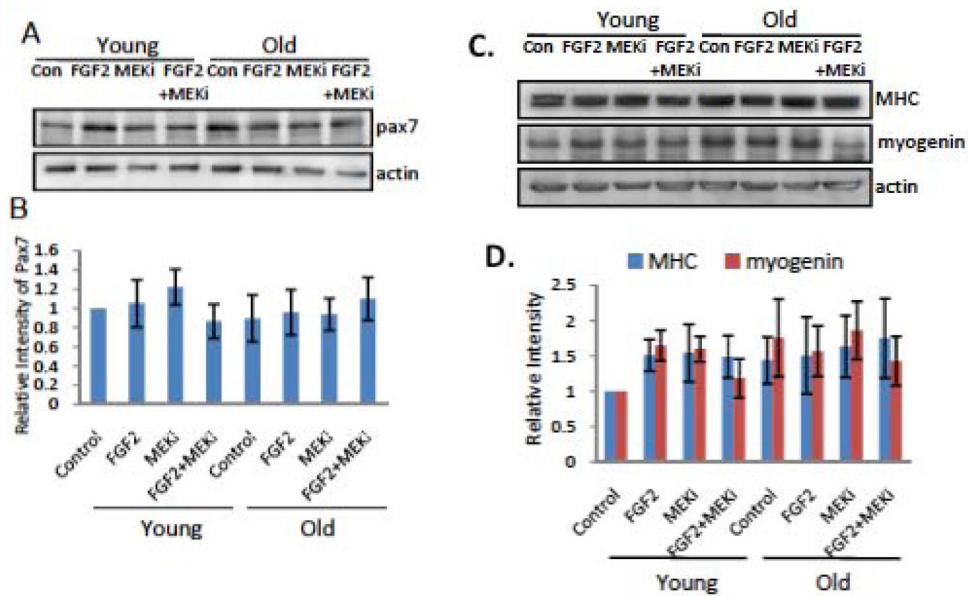 A
Young Old
Con FGF2 MEKi FGF2 Con FGF2 MEKi FGF2
+MEKi +MEKi
pax7
actin
B
Relative Intensity of Pax7
1.6
1.4
1.2
1
0.8
0.6
0.4
0.2
0
Control FGF2 MEKi FGF2+MEKi Control FGF2 MEKi FGF2+MEKi
Young Old
C.
Young Old
Con FGF2 MEKi FGF2 Con FGF2 MEKi FGF2
+MEKi +MEKi
MHC
myogenin
actin
D.
MHC myogenin
Relative Intensity
2.5
2
1.5
1
0.5
0
Control FGF2 MEKi FGF2+MEKi Control FGF2 MEKi FGF2+MEKi
Young Old